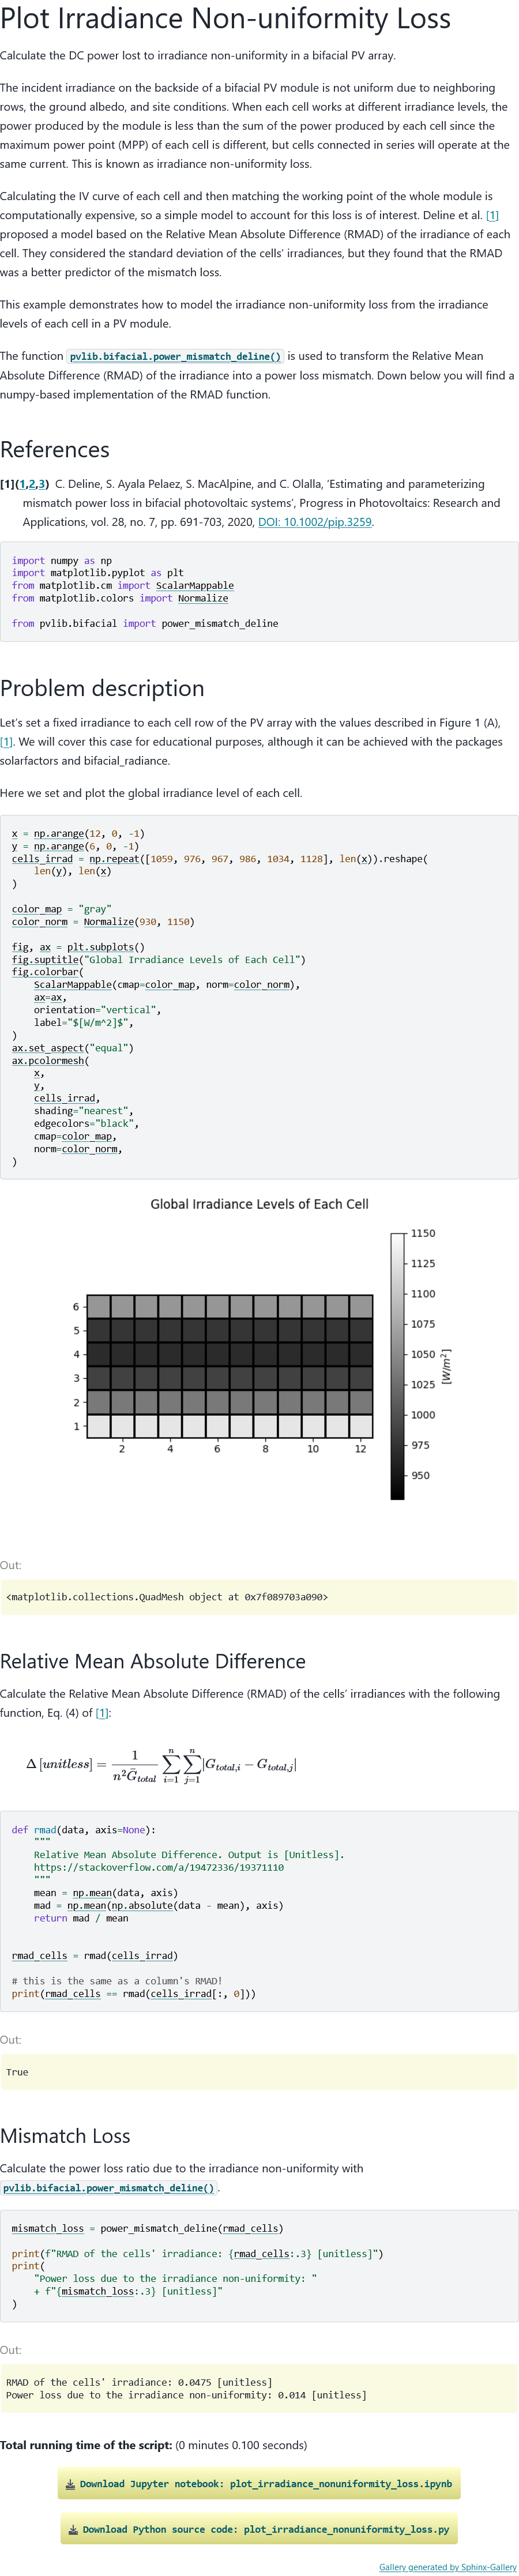 Plot Irradiance Non-uniformity Loss
Calculate the DC power lost to irradiance non-uniformity in a bifacial PV array.
The incident irradiance on the backside of a bifacial PV module is not uniform due to neighboring
rows, the ground albedo, and site conditions. When each cell works at different irradiance levels, the
power produced by the module is less than the sum of the power produced by each cell since the
maximum power point (MPP) of each cell is different, but cells connected in series will operate at the
same current. This is known as irradiance non-uniformity loss.
Calculating the IV curve of each cell and then matching the working point of the whole module is
computationally expensive, so a simple model to account for this loss is of interest. Deline et al. [1]
proposed a model based on the Relative Mean Absolute Difference (RMAD) of the irradiance of each
cell. They considered the standard deviation of the cells' irradiances, but they found that the RMAD
was a better predictor of the mismatch loss.
This example demonstrates how to model the irradiance non-uniformity loss from the irradiance
levels of each cell in a PV module.
The function pvlib.bifacial.power_mismatch_deline() is used to transform the Relative Mean
Absolute Difference (RMAD) of the irradiance into a power loss mismatch. Down below you will find a
numpy-based implementation of the RMAD function.
References
[1](1,2,3) C. Deline, S. Ayala Pelaez, S. MacAlpine, and C. Olalla, 'Estimating and parameterizing
mismatch power loss in bifacial photovoltaic systems', Progress in Photovoltaics: Research and
Applications, vol. 28, no. 7, pp. 691-703, 2020, DOI: 10.1002/pip.3259.
import numpy as np
import matplotlib.pyplot as plt
from matplotlib.cm import ScalarMappable
from matplotlib.colors import Normalize
from pvlib.bifacial import power_mismatch_deline
Problem description
Let's set a fixed irradiance to each cell row of the PV array with the values described in Figure 1 (A),
[1]. We will cover this case for educational purposes, although it can be achieved with the packages
solarfactors and bifacial_radiance.
Here we set and plot the global irradiance level of each cell.
x = np.arange(12, 0, -1)
y = np.arange(6, 0, -1)
cells_irrad = np.repeat([1059, 976, 967, 986, 1034, 1128], len(x)).reshape(
    len(y), len(x)
)
color_map = "gray"
color_norm = Normalize(930, 1150)
fig, ax = plt.subplots()
fig.suptitle("Global Irradiance Levels of Each Cell")
fig.colorbar(
    ScalarMappable(cmap=color_map, norm=color_norm),
    ax=ax,
    orientation="vertical",
    label="$[W/m^2]$",
)
ax.set_aspect("equal")
ax.pcolormesh(
    x,
    y,
    cells_irrad,
    shading="nearest",
    edgecolors="black",
    cmap=color_map,
    norm=color_norm,
)
Global Irradiance Levels of Each Cell
6
5
4
3
2
1
2 4 6 8 10 12
1150
1125
1100
1075
1050
1025
1000
975
950
[W/m²]
Out:
<matplotlib.collections.QuadMesh object at 0x7f089703a090>
Relative Mean Absolute Difference
Calculate the Relative Mean Absolute Difference (RMAD) of the cells' irradiances with the following
function, Eq. (4) of [1]:
Δ [unitless] = 1 / (n² Ḡ_total) ∑_{i=1}^{n} ∑_{j=1}^{n} |G_total,i − G_total,j|
def rmad(data, axis=None):
    """
    Relative Mean Absolute Difference. Output is [Unitless].
    https://stackoverflow.com/a/19472336/19371110
    """
    mean = np.mean(data, axis)
    mad = np.mean(np.absolute(data - mean), axis)
    return mad / mean
rmad_cells = rmad(cells_irrad)
# this is the same as a column's RMAD!
print(rmad_cells == rmad(cells_irrad[:, 0]))
Out:
True
Mismatch Loss
Calculate the power loss ratio due to the irradiance non-uniformity with
pvlib.bifacial.power_mismatch_deline().
mismatch_loss = power_mismatch_deline(rmad_cells)
print(f"RMAD of the cells' irradiance: {rmad_cells:.3} [unitless]")
print(
    "Power loss due to the irradiance non-uniformity: "
    + f"{mismatch_loss:.3} [unitless]"
)
Out:
RMAD of the cells' irradiance: 0.0475 [unitless]
Power loss due to the irradiance non-uniformity: 0.014 [unitless]
Total running time of the script: (0 minutes 0.100 seconds)
Download Jupyter notebook: plot_irradiance_nonuniformity_loss.ipynb
Download Python source code: plot_irradiance_nonuniformity_loss.py
Gallery generated by Sphinx-Gallery